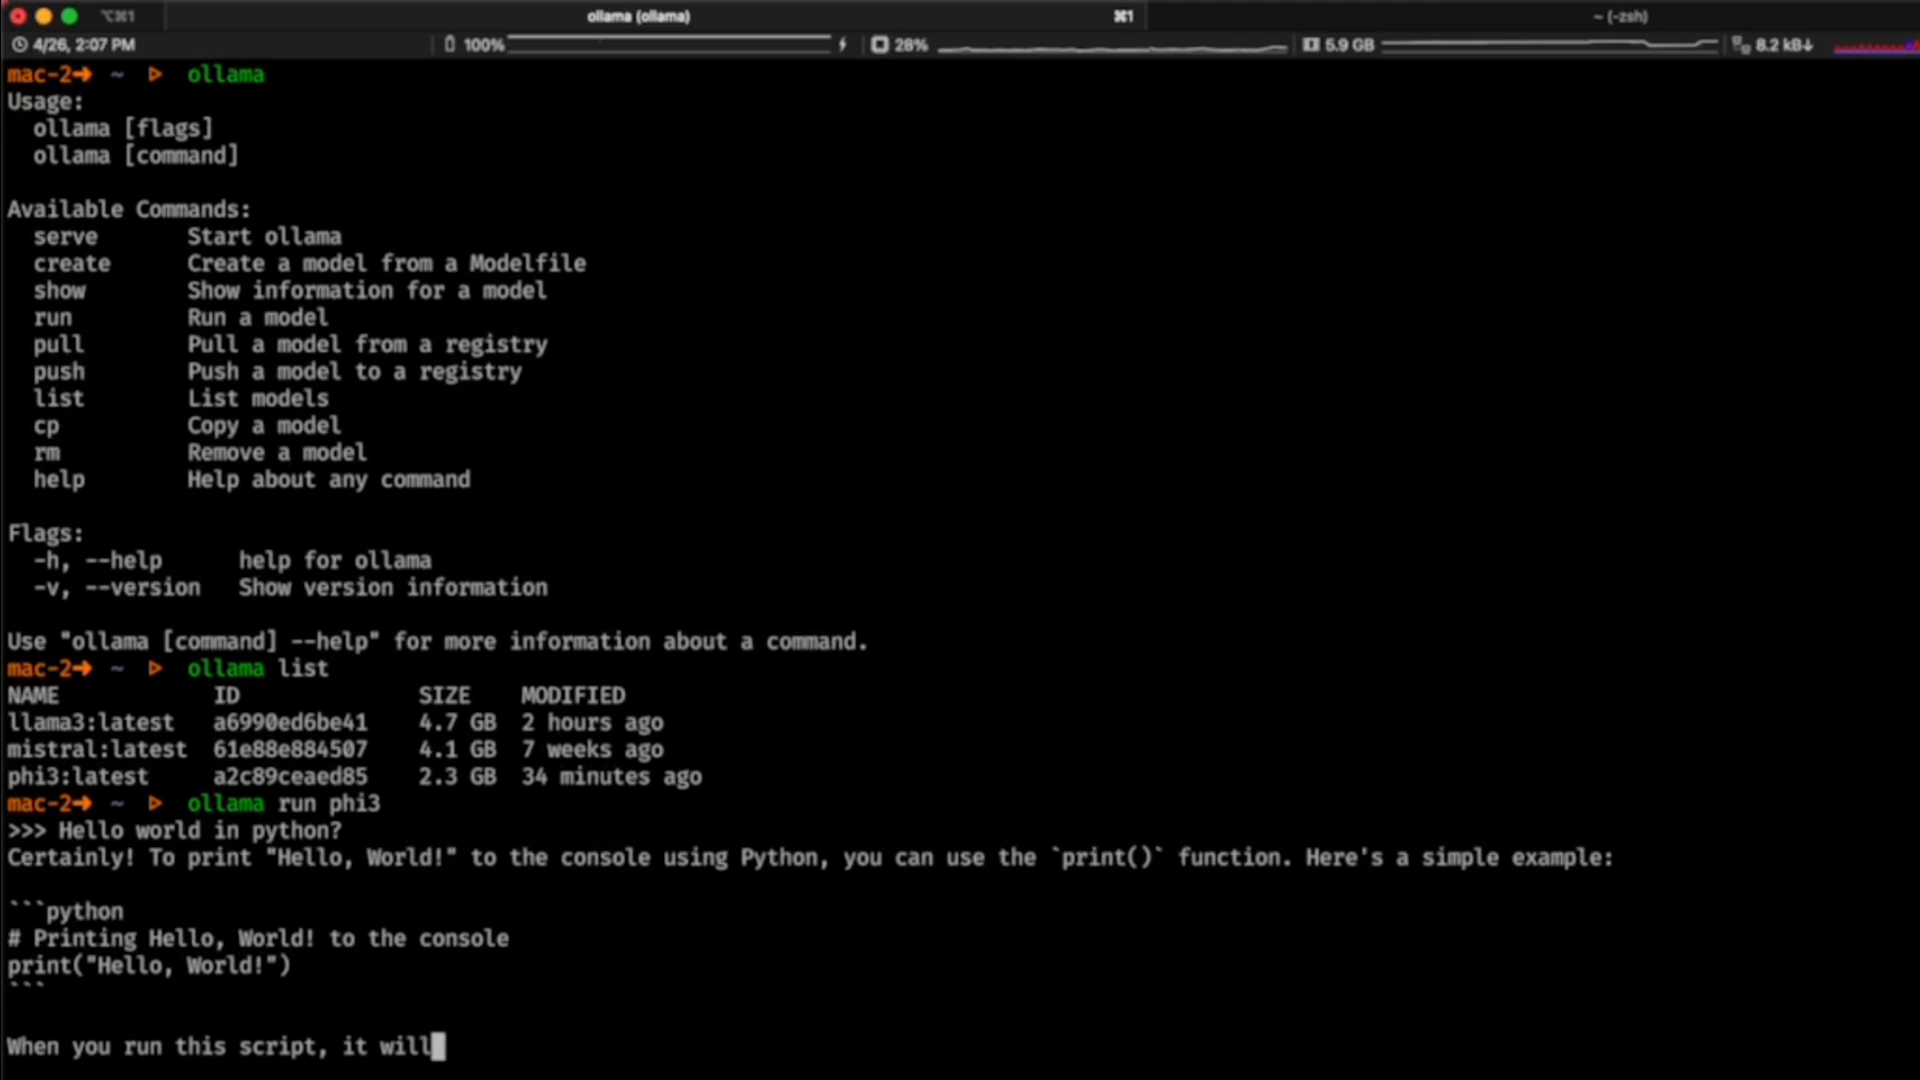 ⌥⌘1
ollama (ollama)
⌘1
~ (-zsh)
4/26, 2:07 PM
100%
28%
5.9 GB
8.2 kB↓
mac-2➜ ~ ▷ ollama
Usage:
  ollama [flags]
  ollama [command]

Available Commands:
  serve       Start ollama
  create      Create a model from a Modelfile
  show        Show information for a model
  run         Run a model
  pull        Pull a model from a registry
  push        Push a model to a registry
  list        List models
  cp          Copy a model
  rm          Remove a model
  help        Help about any command

Flags:
  -h, --help      help for ollama
  -v, --version   Show version information

Use "ollama [command] --help" for more information about a command.
mac-2➜ ~ ▷ ollama list
NAME            ID              SIZE    MODIFIED
llama3:latest   a6990ed6be41    4.7 GB  2 hours ago
mistral:latest  61e88e884507    4.1 GB  7 weeks ago
phi3:latest     a2c89ceaed85    2.3 GB  34 minutes ago
mac-2➜ ~ ▷ ollama run phi3
>>> Hello world in python?
Certainly! To print "Hello, World!" to the console using Python, you can use the `print()` function. Here's a simple example:

```python
# Printing Hello, World! to the console
print("Hello, World!")
```

When you run this script, it will